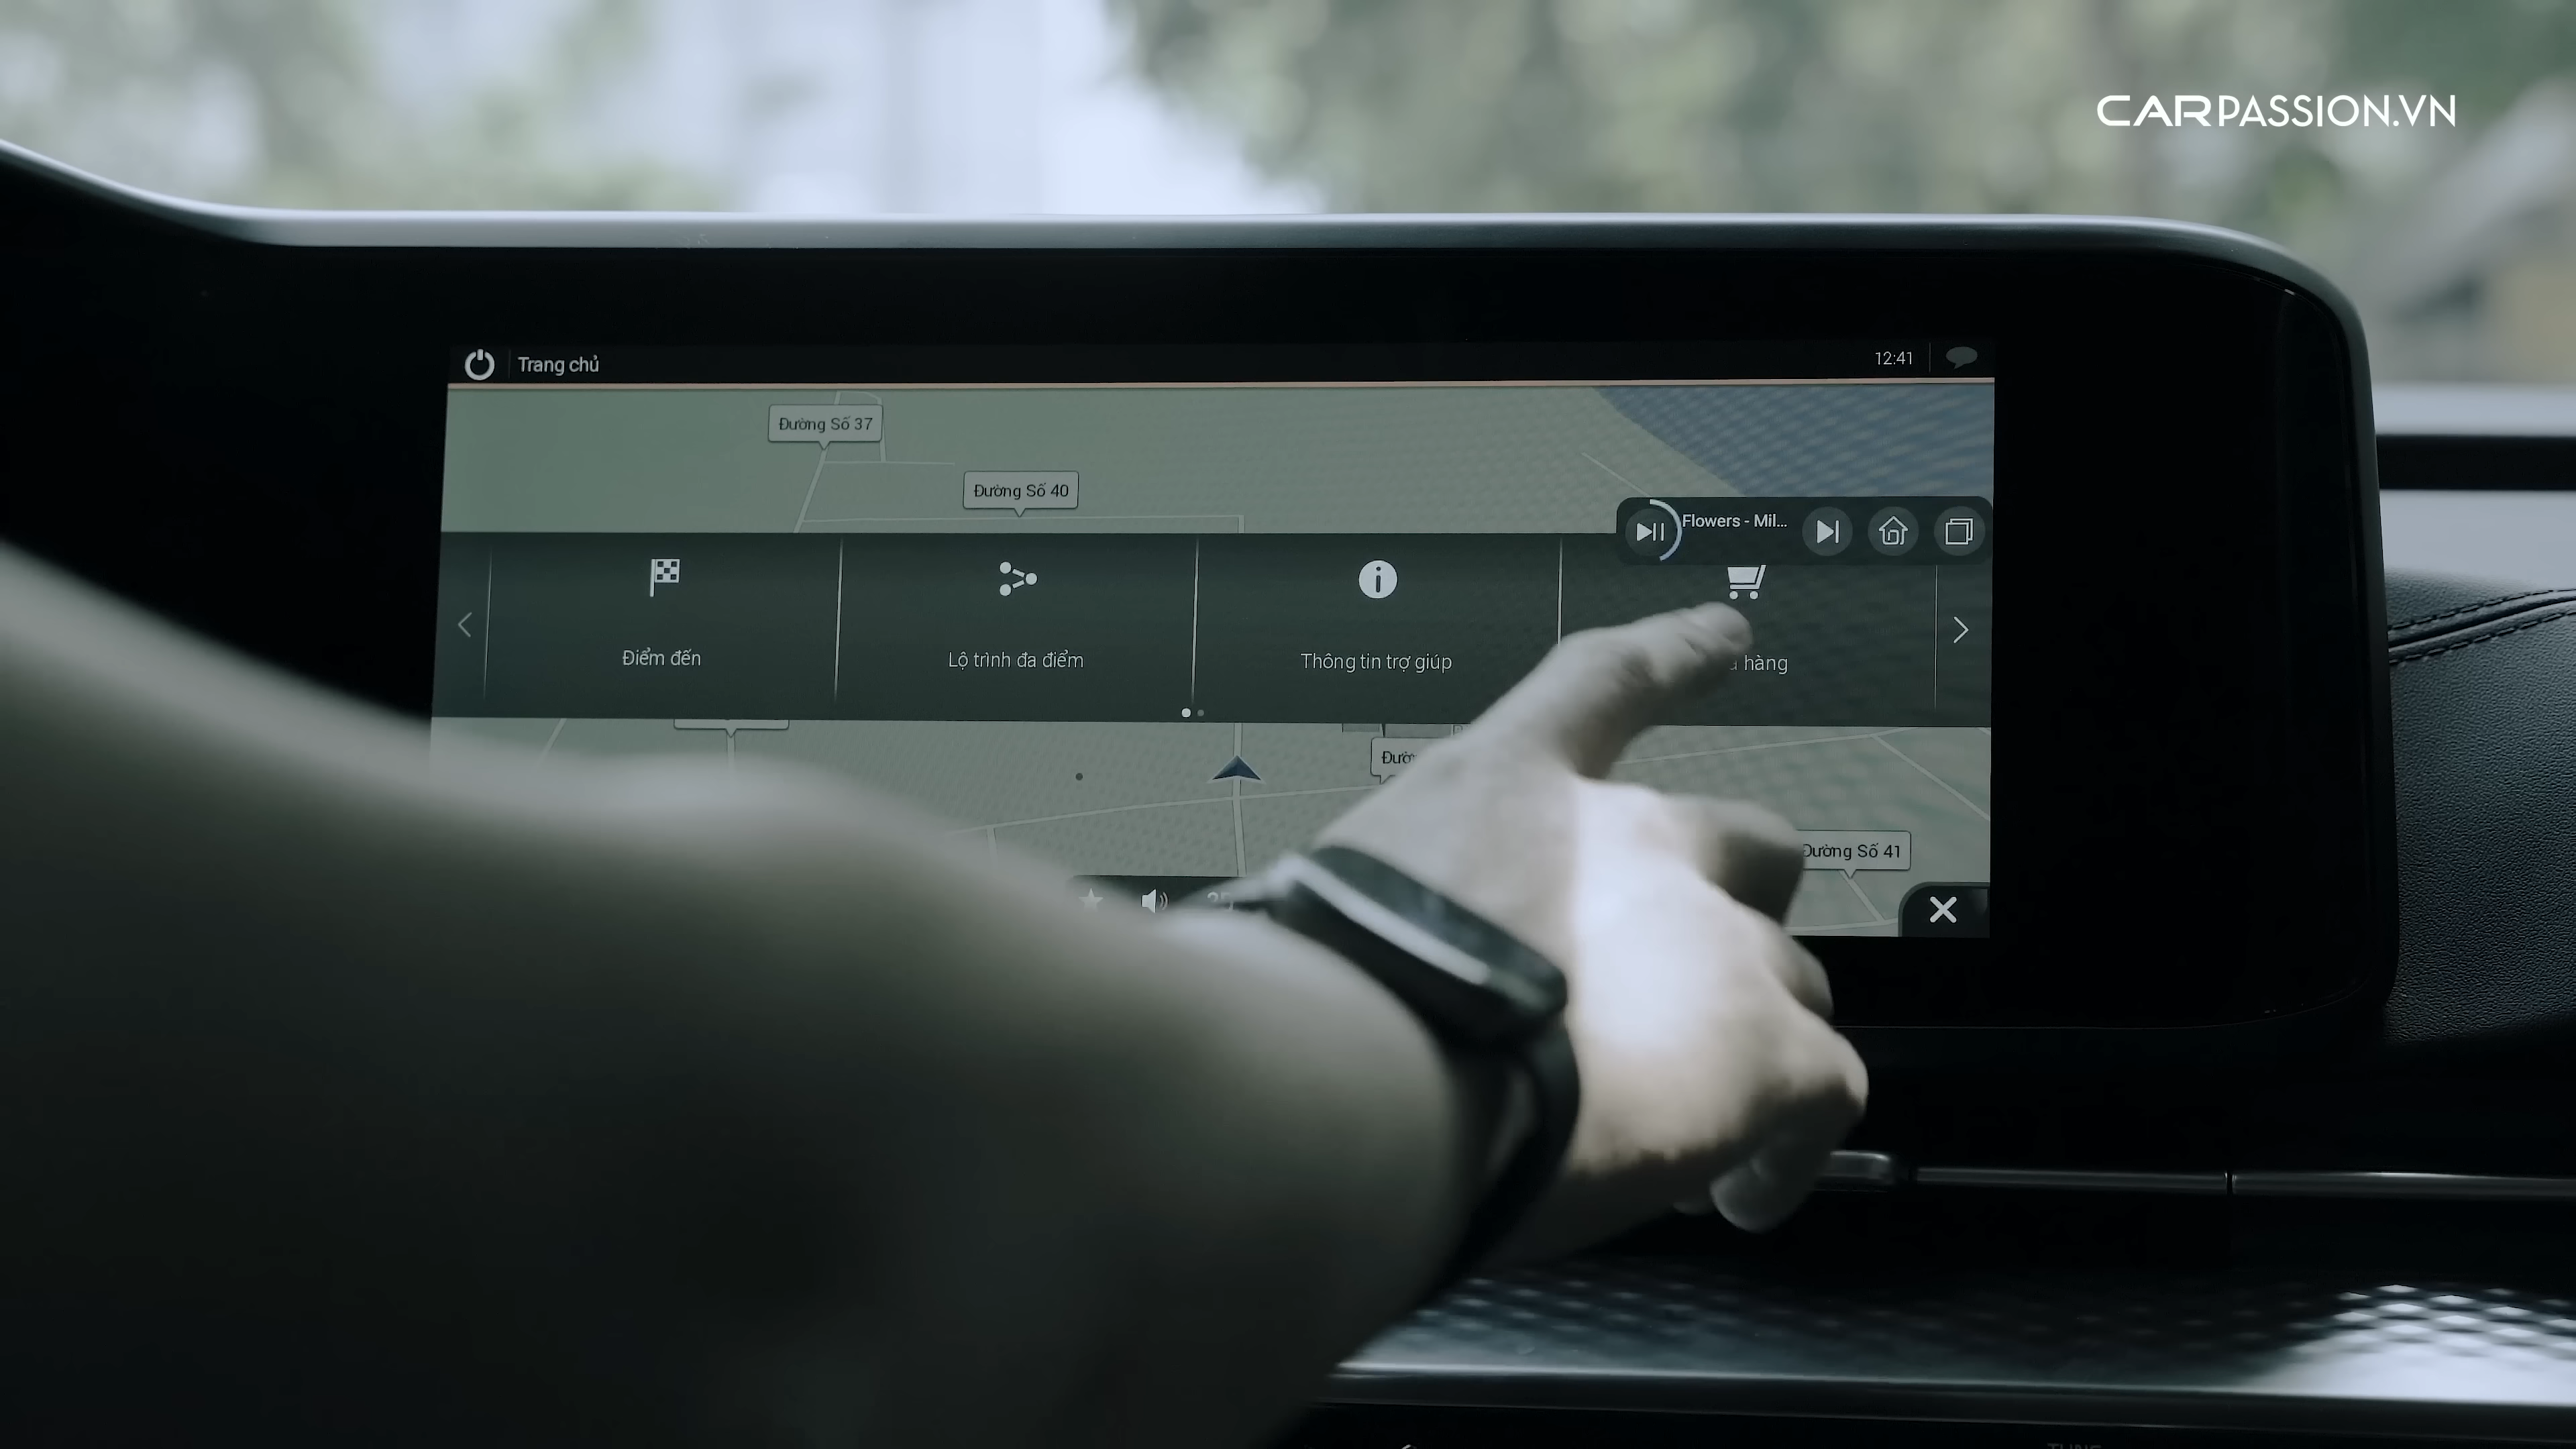 CARPASSION.VN
Trang chủ
12:41
Đường Số 37
Đường Số 40
Flowers - Mil...
Điểm đến
Lộ trình đa điểm
Thông tin trợ giúp
hàng
Đường Số 41